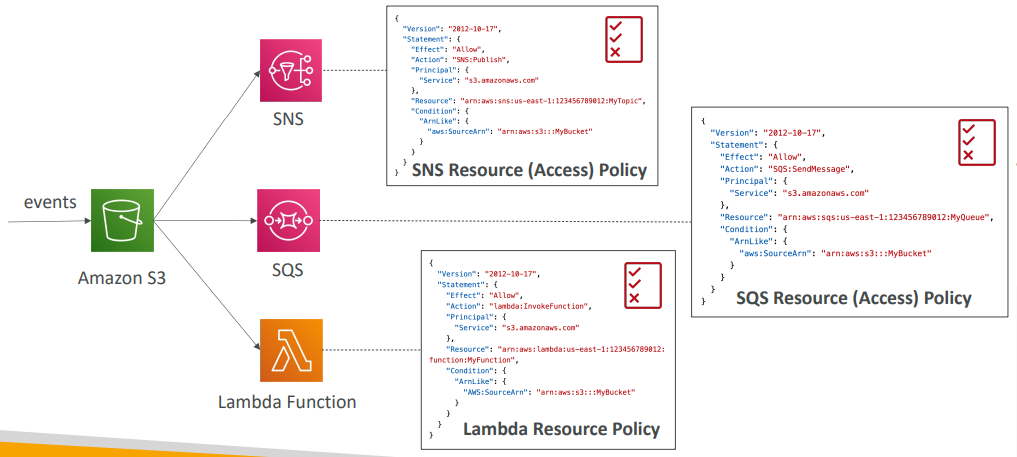 events
Amazon S3
SNS
SQS
Lambda Function
{
"Version": "2012-10-17",
"Statement": {
"Effect": "Allow",
"Action": "SNS:Publish",
"Principal": {
"Service": "s3.amazonaws.com"
},
"Resource": "arn:aws:sns:us-east-1:123456789012:MyTopic",
"Condition": {
"ArnLike": {
"aws:SourceArn": "arn:aws:s3:::MyBucket"
}
}
}
}
SNS Resource (Access) Policy
{
"Version": "2012-10-17",
"Statement": {
"Effect": "Allow",
"Action": "SQS:SendMessage",
"Principal": {
"Service": "s3.amazonaws.com"
},
"Resource": "arn:aws:sqs:us-east-1:123456789012:MyQueue",
"Condition": {
"ArnLike": {
"aws:SourceArn": "arn:aws:s3:::MyBucket"
}
}
}
}
SQS Resource (Access) Policy
{
"Version": "2012-10-17",
"Statement": {
"Effect": "Allow",
"Action": "lambda:InvokeFunction",
"Principal": {
"Service": "s3.amazonaws.com"
},
"Resource": "arn:aws:lambda:us-east-1:123456789012:
function:MyFunction",
"Condition": {
"ArnLike": {
"AWS:SourceArn": "arn:aws:s3:::MyBucket"
}
}
}
}
Lambda Resource Policy